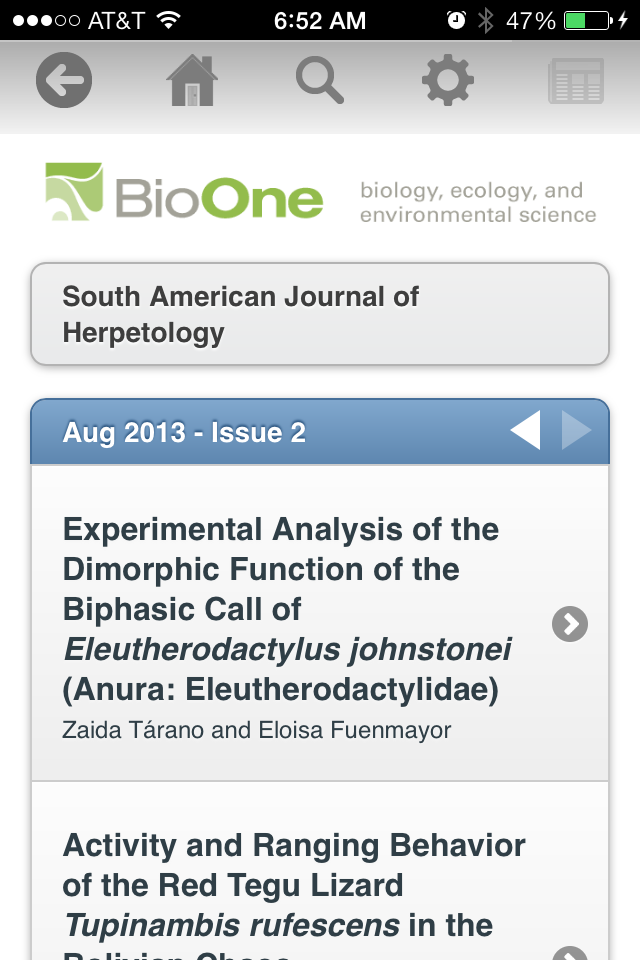 AT&T 6:52 AM 47%
BioOne
biology, ecology, and
environmental science
South American Journal of
Herpetology
Aug 2013 - Issue 2
Experimental Analysis of the
Dimorphic Function of the
Biphasic Call of
Eleutherodactylus johnstonei
(Anura: Eleutherodactylidae)
Zaida Tárano and Eloisa Fuenmayor
Activity and Ranging Behavior
of the Red Tegu Lizard
Tupinambis rufescens in the
Bolivian Chaco